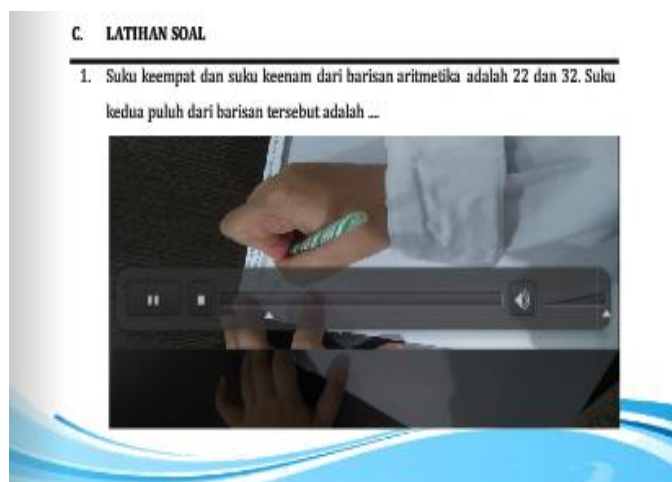 C. LATIHAN SOAL
1. Suku keempat dan suku keenam dari barisan aritmetika adalah 22 dan 32. Suku
kedua puluh dari barisan tersebut adalah ....